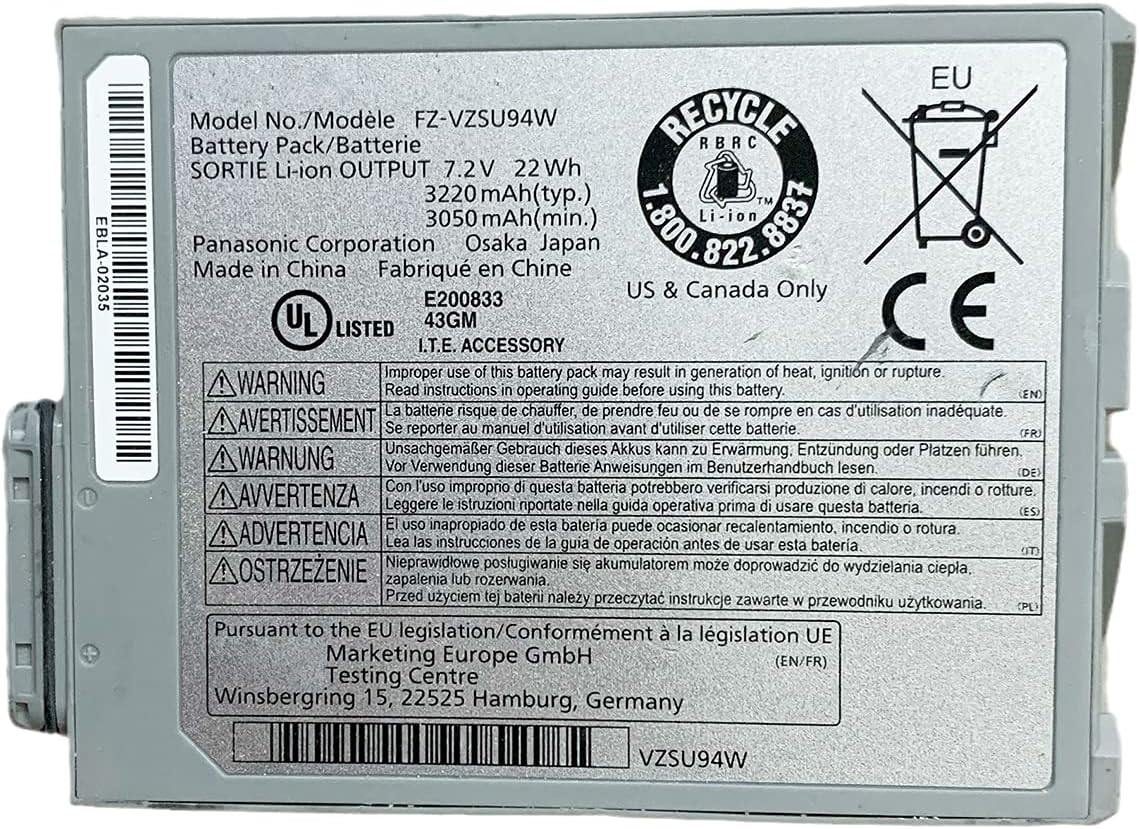 EBLA-02035
Model No./Modèle FZ-VZSU94W
Battery Pack/Batterie
SORTIE Li-ion OUTPUT 7.2V 22Wh
3220mAh(typ.)
3050mAh(min.)
Panasonic Corporation Osaka Japan
Made in China Fabriqué en Chine
UL LISTED
E200833
43GM
I.T.E. ACCESSORY
RECYCLE
RBRC
Li-ion
TM
1.800.822.8837
US & Canada Only
EU
CE
WARNING
Improper use of this battery pack may result in generation of heat, ignition or rupture.
Read instructions in operating guide before using this battery. (EN)
AVERTISSEMENT
La batterie risque de chauffer, de prendre feu ou de se rompre en cas d'utilisation inadéquate.
Se reporter au manuel d'utilisation avant d'utiliser cette batterie. (FR)
WARNUNG
Unsachgemäßer Gebrauch dieses Akkus kann zu Erwärmung, Entzündung oder Platzen führen.
Vor Verwendung dieser Batterie Anweisungen im Benutzerhandbuch lesen. (DE)
AVVERTENZA
Con l'uso improprio di questa batteria potrebbero verificarsi produzione di calore, incendi o rotture.
Leggere le istruzioni riportate nella guida operativa prima di usare questa batteria. (ES)
ADVERTENCIA
El uso inapropiado de esta batería puede ocasionar recalentamiento, incendio o rotura.
Lea las instrucciones de la guía de operación antes de usar esta batería. (IT)
OSTRZEŻENIE
Nieprawidłowe posługiwanie się akumulatorem może doprowadzić do wydzielania ciepła,
zapalenia lub rozerwania.
Przed użyciem tej baterii należy przeczytać instrukcje zawarte w przewodniku użytkowania. (PL)
Pursuant to the EU legislation/Conformément à la législation UE
Marketing Europe GmbH (EN/FR)
Testing Centre
Winsbergring 15, 22525 Hamburg, Germany
VZSU94W